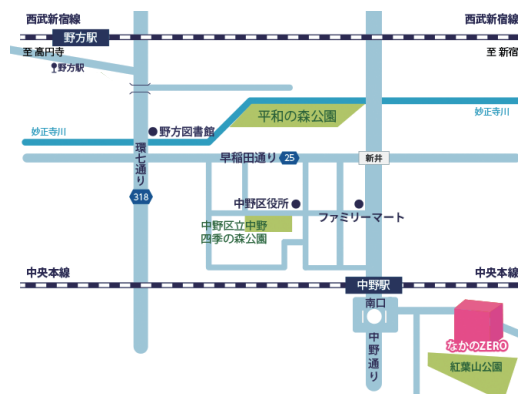 西武新宿線
西武新宿線
野方駅
至 高円寺
至 新宿
野方駅
妙正寺川
平和の森公園
妙正寺川
野方図書館
環七通り
早稲田通り 25
新井
318
中野区役所
ファミリーマート
中野区立中野
四季の森公園
中央本線
中央本線
中野駅
南口
なかのZERO
中野通り
紅葉山公園